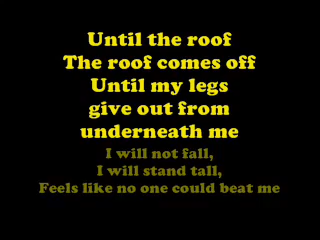 Until the roof
The roof comes off
Until my legs
give out from
underneath me
I will not fall,
I will stand tall,
Feels like no one could beat me